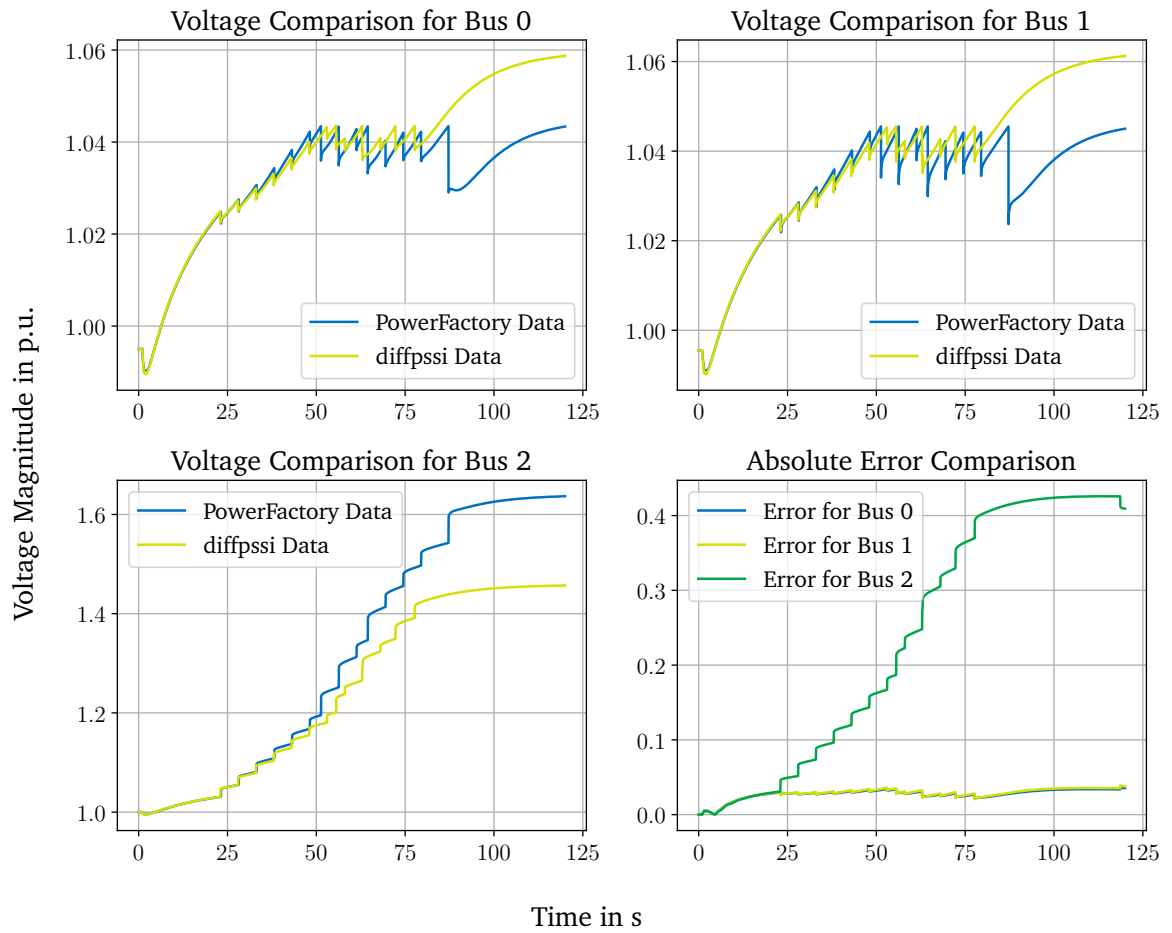 Voltage Comparison for Bus 0
1.06
1.04
1.02
1.00
PowerFactory Data
diffpssi Data
0 25 50 75 100 125
Voltage Comparison for Bus 1
1.06
1.04
1.02
1.00
PowerFactory Data
diffpssi Data
0 25 50 75 100 125
Voltage Magnitude in p.u.
Voltage Comparison for Bus 2
1.6
1.4
1.2
1.0
PowerFactory Data
diffpssi Data
0 25 50 75 100 125
Absolute Error Comparison
0.4
0.3
0.2
0.1
0.0
Error for Bus 0
Error for Bus 1
Error for Bus 2
0 25 50 75 100 125
Time in s